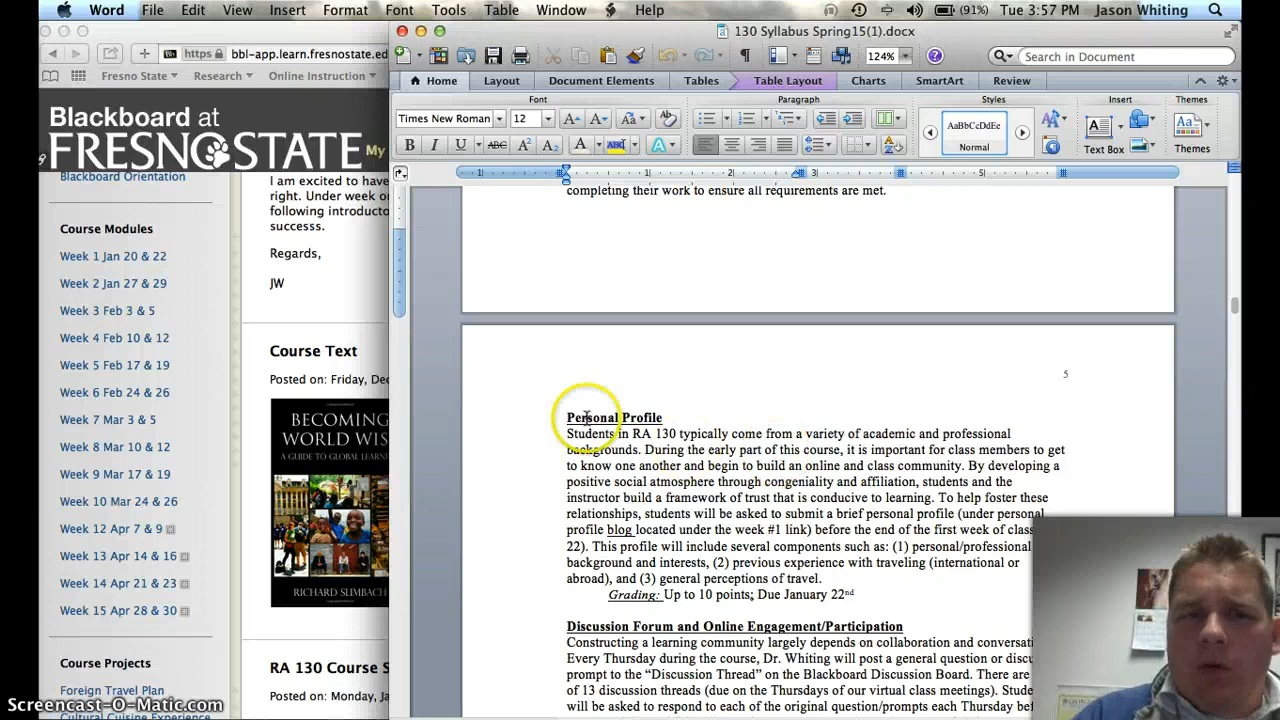 Word File Edit View Insert Format Font Tools Table Window Help (91%) Tue 3:57 PM Jason Whiting
130 Syllabus Spring15(1).docx
https bbl-app.learn.fresnostate.ed
124%
Search in Document
Fresno State Research Online Instruction
Home Layout Document Elements Tables Table Layout Charts SmartArt Review
Font Paragraph Styles Insert Themes
Times New Roman 12
AaBbCcDdEe
Normal
Text Box
Themes
Blackboard at
FRESNO STATE
My
Blackboard Orientation
Course Modules
Week 1 Jan 20 & 22
Week 2 Jan 27 & 29
Week 3 Feb 3 & 5
Week 4 Feb 10 & 12
Week 5 Feb 17 & 19
Week 6 Feb 24 & 26
Week 7 Mar 3 & 5
Week 8 Mar 10 & 12
Week 9 Mar 17 & 19
Week 10 Mar 24 & 26
Week 12 Apr 7 & 9
Week 13 Apr 14 & 16
Week 14 Apr 21 & 23
Week 15 Apr 28 & 30
Course Projects
Foreign Travel Plan
Cultural Cuisine Experience
I am excited to have
right. Under week on
following introducto
successs.
Regards,
JW
Course Text
Posted on: Friday, Dec
BECOMING
WORLD WIS
A GUIDE TO GLOBAL LEARN
RICHARD SLIMBACH
RA 130 Course S
Posted on: Monday, Ja
completing their work to ensure all requirements are met.
5
Personal Profile
Students in RA 130 typically come from a variety of academic and professional
backgrounds. During the early part of this course, it is important for class members to get
to know one another and begin to build an online and class community. By developing a
positive social atmosphere through congeniality and affiliation, students and the
instructor build a framework of trust that is conducive to learning. To help foster these
relationships, students will be asked to submit a brief personal profile (under personal
profile blog located under the week #1 link) before the end of the first week of class
22). This profile will include several components such as: (1) personal/professional
background and interests, (2) previous experience with traveling (international or
abroad), and (3) general perceptions of travel.
Grading: Up to 10 points; Due January 22nd
Discussion Forum and Online Engagement/Participation
Constructing a learning community largely depends on collaboration and conversati
Every Thursday during the course, Dr. Whiting will post a general question or discu
prompt to the “Discussion Thread” on the Blackboard Discussion Board. There are
of 13 discussion threads (due on the Thursdays of our virtual class meetings). Stude
will be asked to respond to each of the original question/prompts each Thursday bef
Screencast-O-Matic.com